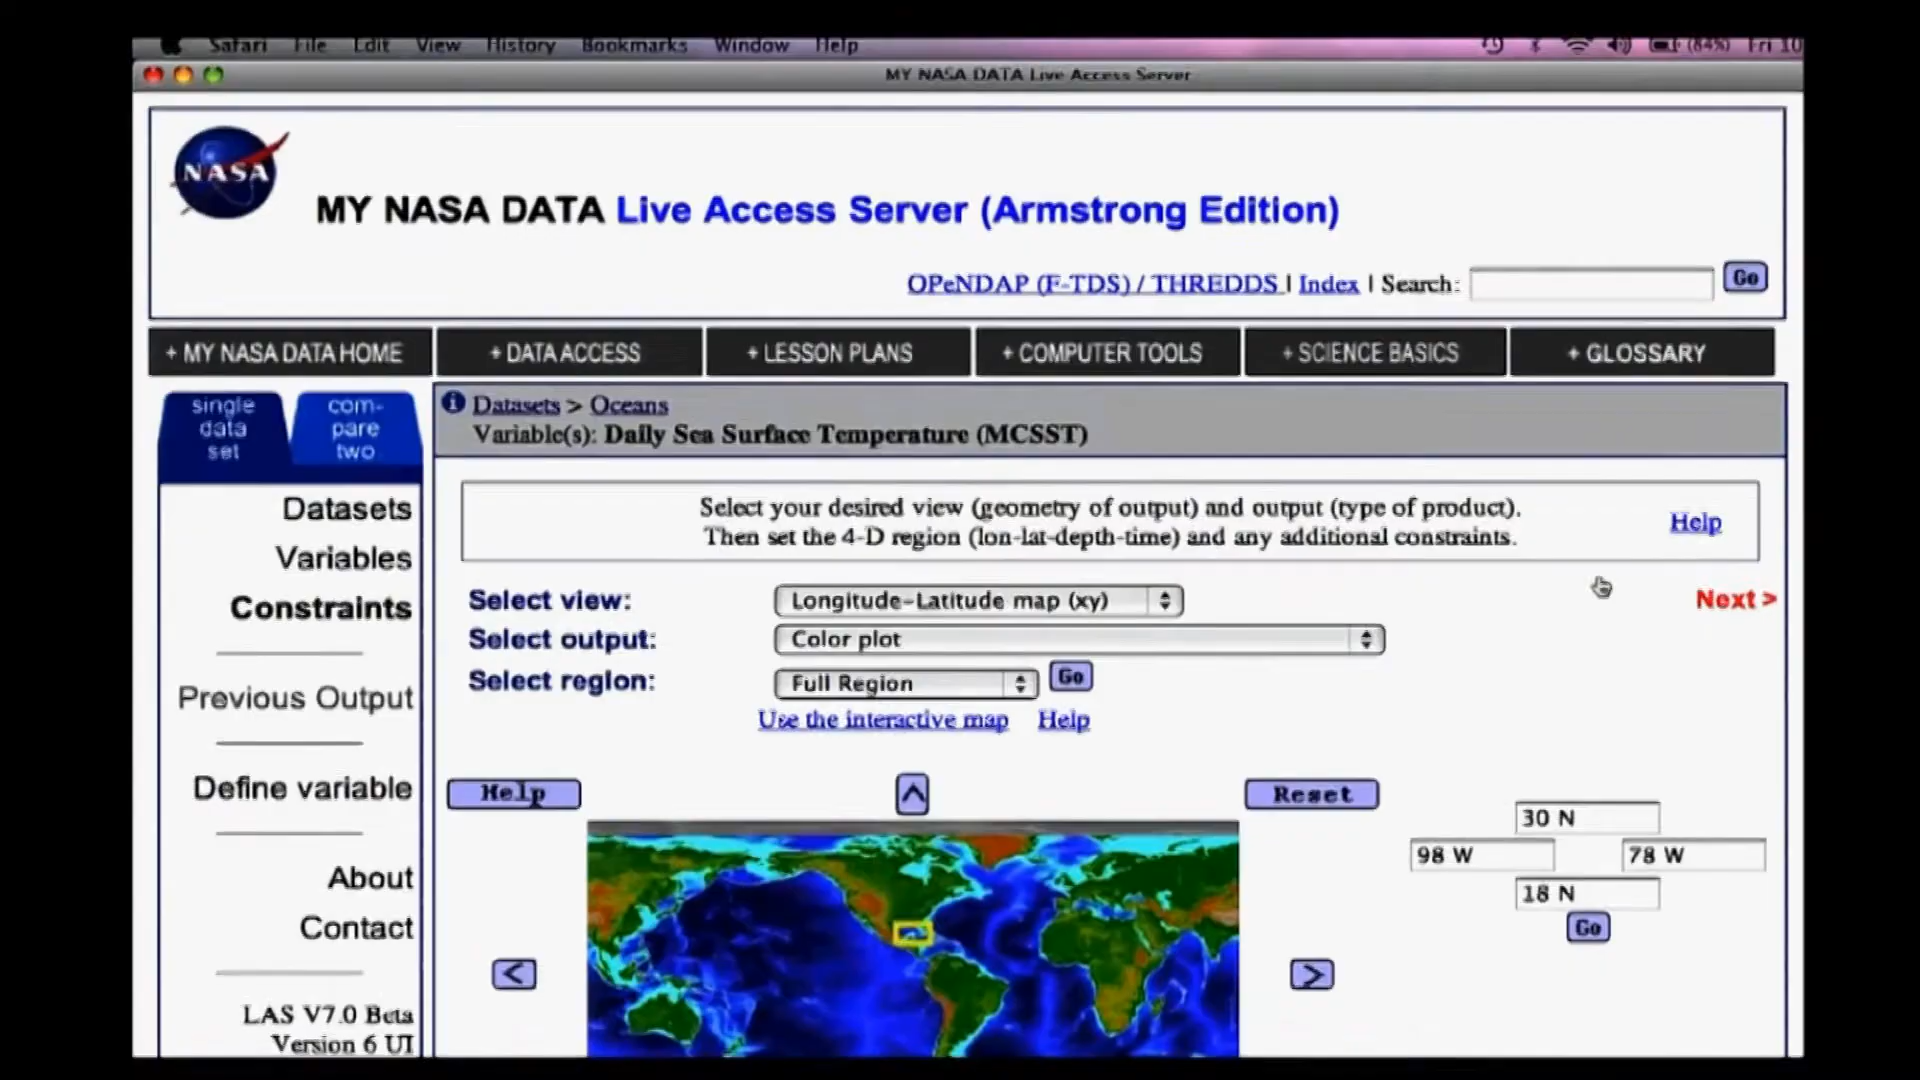 Safari File Edit View History Bookmarks Window Help (84%) Fri 10
MY NASA DATA Live Access Server
NASA
MY NASA DATA Live Access Server (Armstrong Edition)
OPeNDAP (F-TDS) / THREDDS | Index | Search: Go
+ MY NASA DATA HOME + DATA ACCESS + LESSON PLANS + COMPUTER TOOLS + SCIENCE BASICS + GLOSSARY
single
data
set
com-
pare
two
Datasets > Oceans
Variable(s): Daily Sea Surface Temperature (MCSST)
Datasets
Variables
Constraints
Previous Output
Define variable
About
Contact
LAS V7.0 Beta
Version 6 UI
Select your desired view (geometry of output) and output (type of product).
Then set the 4-D region (lon-lat-depth-time) and any additional constraints.
Help
Select view: Longitude-Latitude map (xy)
Next >
Select output: Color plot
Select region: Full Region Go
Use the interactive map Help
Help ^ Reset
30 N
98 W 78 W
18 N
Go
< >